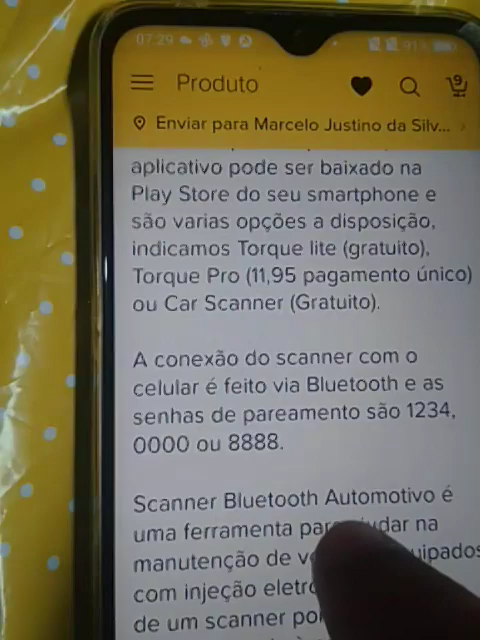 07:29
91%
Produto
9
Enviar para Marcelo Justino da Silv...
aplicativo pode ser baixado na
Play Store do seu smartphone e
são varias opções a disposição,
indicamos Torque lite (gratuito),
Torque Pro (11,95 pagamento único)
ou Car Scanner (Gratuito).
A conexão do scanner com o
celular é feito via Bluetooth e as
senhas de pareamento são 1234,
0000 ou 8888.
Scanner Bluetooth Automotivo é
uma ferramenta na
manutenção de
com injeção
de um scanner